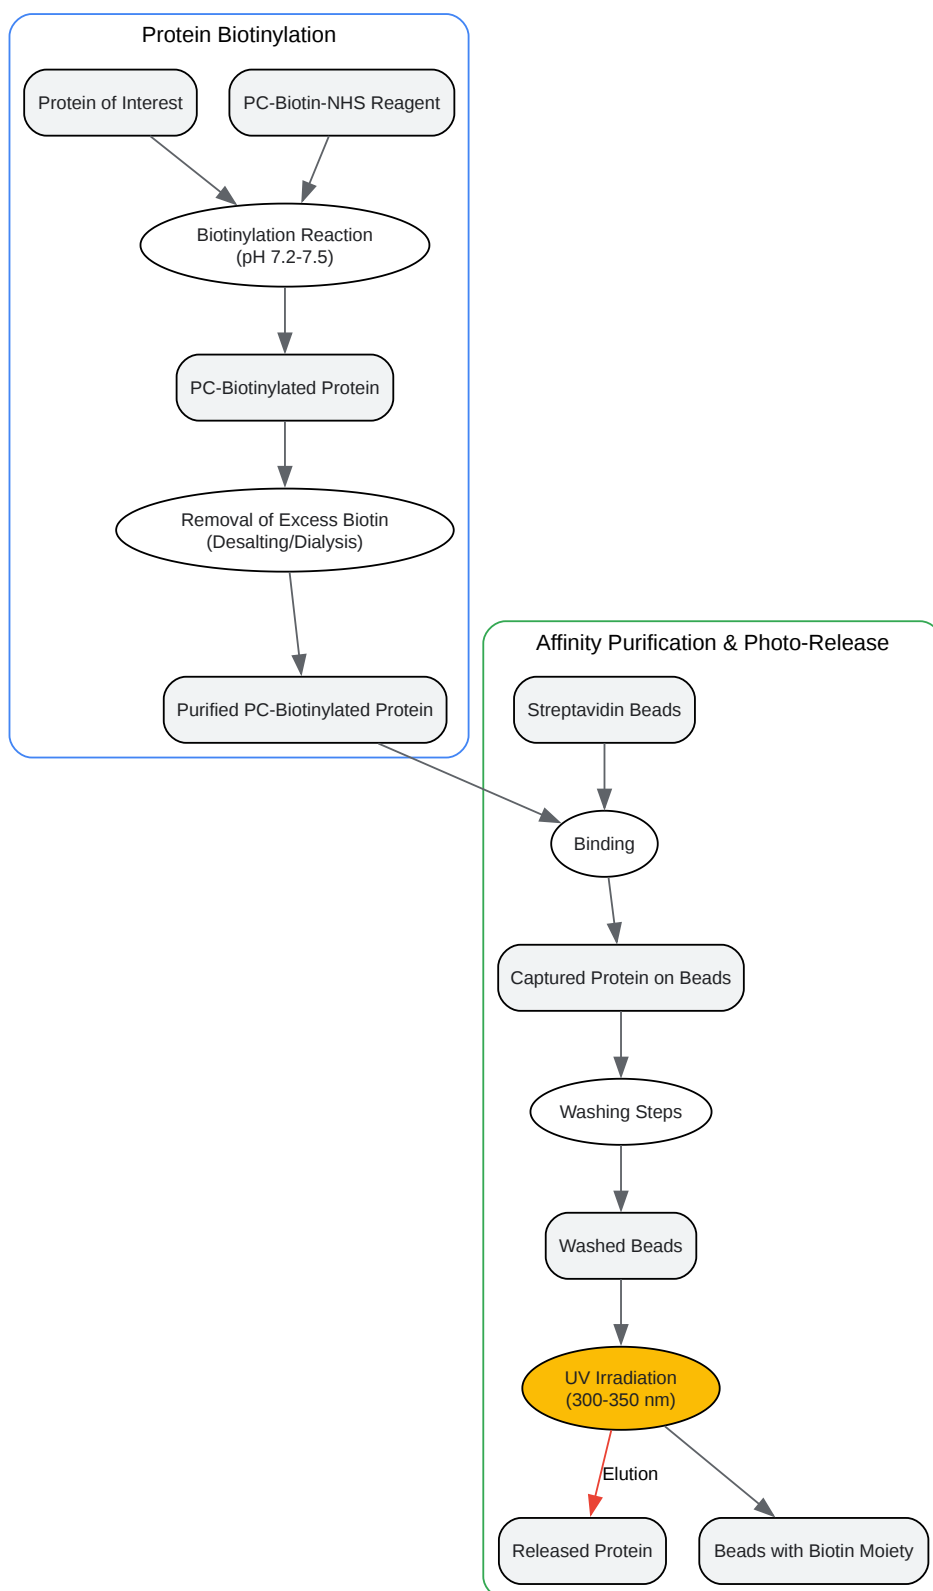 Protein Biotinylation
Protein of Interest
PC-Biotin-NHS Reagent
Biotinylation Reaction
(pH 7.2-7.5)
PC-Biotinylated Protein
Removal of Excess Biotin
(Desalting/Dialysis)
Purified PC-Biotinylated Protein
Affinity Purification & Photo-Release
Streptavidin Beads
Binding
Captured Protein on Beads
Washing Steps
Washed Beads
UV Irradiation
(300-350 nm)
Elution
Released Protein
Beads with Biotin Moiety